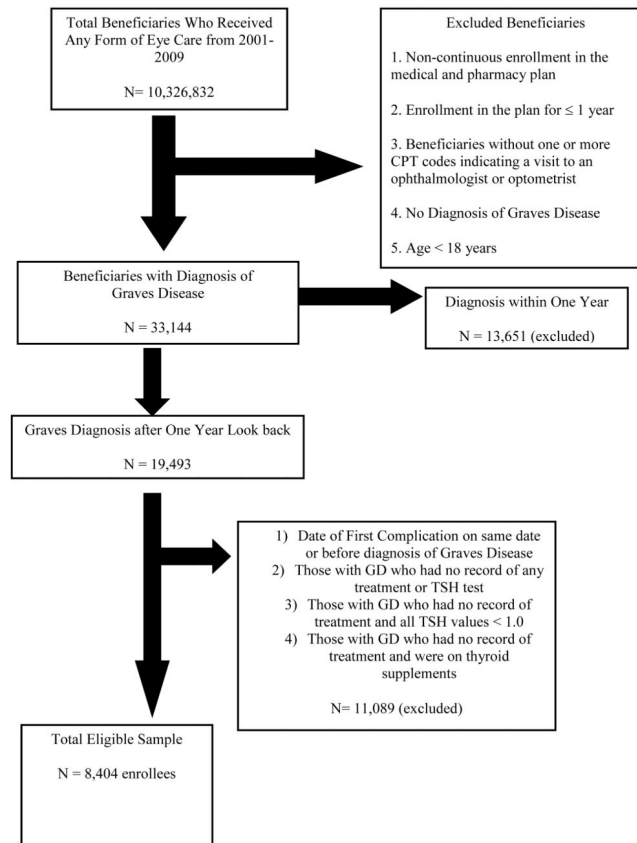 Total Beneficiaries Who Received
Any Form of Eye Care from 2001-
2009
N= 10,326,832
Excluded Beneficiaries
1. Non-continuous enrollment in the
medical and pharmacy plan
2. Enrollment in the plan for ≤ 1 year
3. Beneficiaries without one or more
CPT codes indicating a visit to an
ophthalmologist or optometrist
4. No Diagnosis of Graves Disease
5. Age < 18 years
Beneficiaries with Diagnosis of
Graves Disease
N = 33,144
Diagnosis within One Year
N = 13,651 (excluded)
Graves Diagnosis after One Year Look back
N = 19,493
1) Date of First Complication on same date
or before diagnosis of Graves Disease
2) Those with GD who had no record of any
treatment or TSH test
3) Those with GD who had no record of
treatment and all TSH values < 1.0
4) Those with GD who had no record of
treatment and were on thyroid
supplements
N= 11,089 (excluded)
Total Eligible Sample
N = 8,404 enrollees